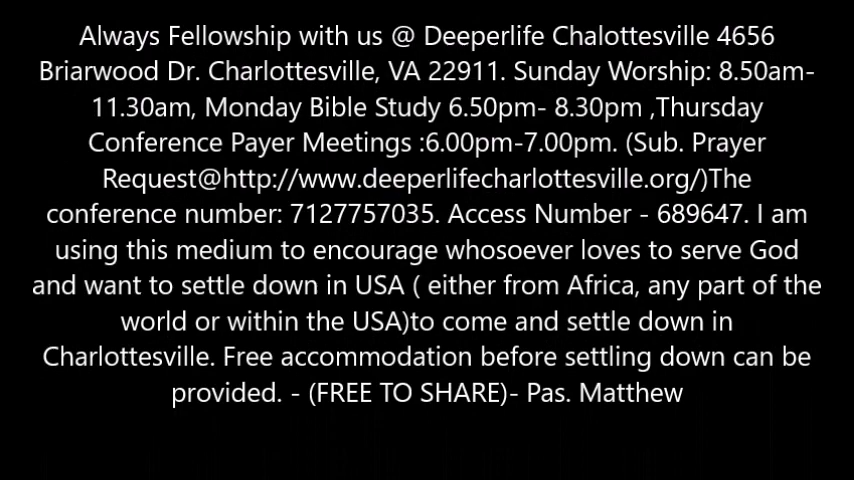 Always Fellowship with us @ Deeperlife Chalottesville 4656
Briarwood Dr. Charlottesville, VA 22911. Sunday Worship: 8.50am-
11.30am, Monday Bible Study 6.50pm- 8.30pm ,Thursday
Conference Payer Meetings :6.00pm-7.00pm. (Sub. Prayer
Request@http://www.deeperlifecharlottesville.org/)The
conference number: 7127757035. Access Number - 689647. I am
using this medium to encourage whosoever loves to serve God
and want to settle down in USA ( either from Africa, any part of the
world or within the USA)to come and settle down in
Charlottesville. Free accommodation before settling down can be
provided. - (FREE TO SHARE)- Pas. Matthew